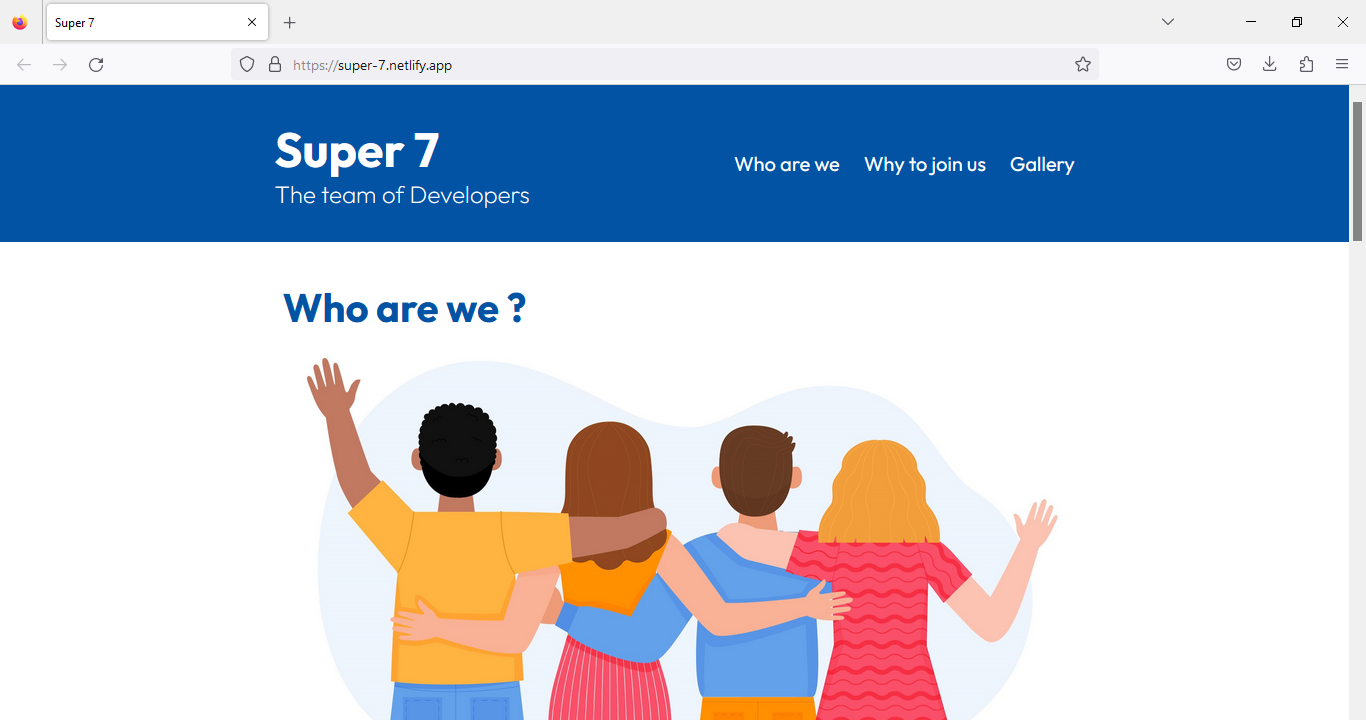 Super 7
https://super-7.netlify.app
Super 7
The team of Developers
Who are we Why to join us Gallery
Who are we ?